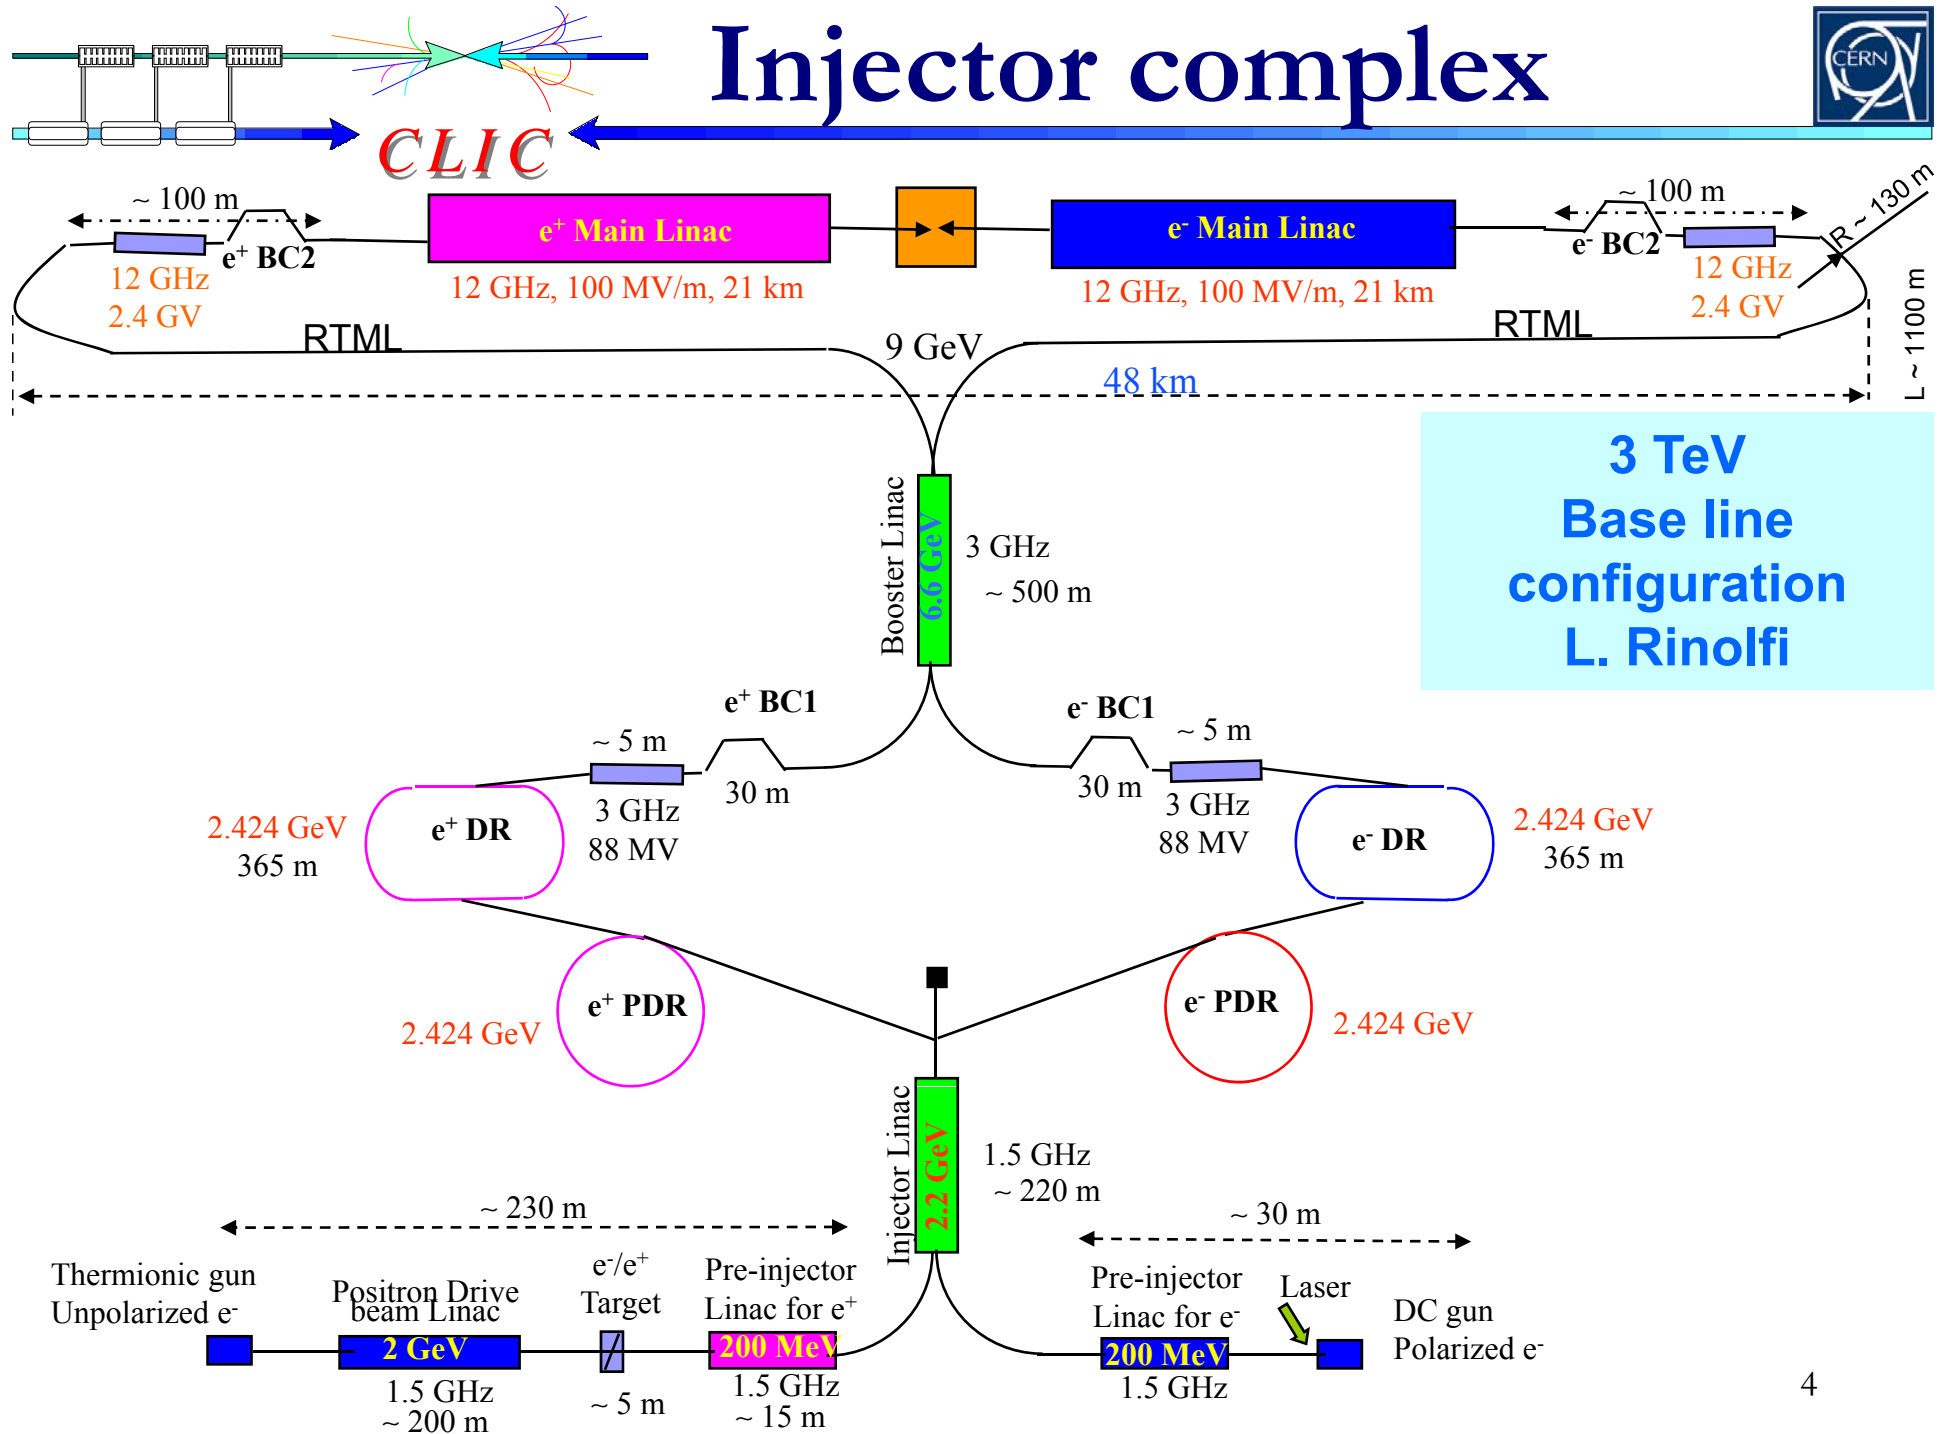 Injector complex
CERN
CLIC
~ 100 m
e+ Main Linac
e- Main Linac
~ 100 m
R ~ 130 m
e+ BC2
e- BC2
12 GHz
2.4 GV
12 GHz, 100 MV/m, 21 km
12 GHz, 100 MV/m, 21 km
12 GHz
2.4 GV
L ~ 1100 m
RTML
9 GeV
RTML
48 km
3 TeV
Base line
configuration
L. Rinolfi
Booster Linac
6.6 GeV
3 GHz
~ 500 m
e+ BC1
e- BC1
~ 5 m
~ 5 m
30 m
30 m
3 GHz
88 MV
3 GHz
88 MV
2.424 GeV
365 m
e+ DR
e- DR
2.424 GeV
365 m
e+ PDR
e- PDR
2.424 GeV
2.424 GeV
Injector Linac
2.2 GeV
1.5 GHz
~ 220 m
~ 230 m
~ 30 m
Thermionic gun
Unpolarized e-
Positron Drive
beam Linac
e-/e+
Target
Pre-injector
Linac for e+
Pre-injector
Linac for e-
Laser
DC gun
Polarized e-
2 GeV
200 MeV
200 MeV
1.5 GHz
~ 200 m
~ 5 m
1.5 GHz
~ 15 m
1.5 GHz
4